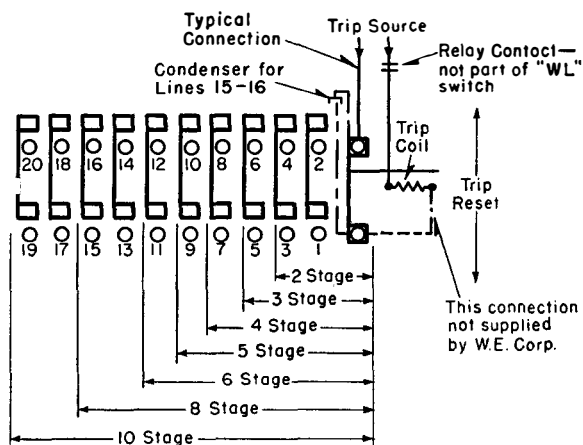 Typical
Connection
Trip Source
Relay Contact—
not part of "WL"
switch
Condenser for
Lines 15-16
Trip
Coil
20 18 16 14 12 10 8 6 4 2
Trip
Reset
19 17 15 13 11 9 7 5 3 1
2 Stage
3 Stage
4 Stage
5 Stage
6 Stage
8 Stage
10 Stage
This connection
not supplied
by W.E. Corp.